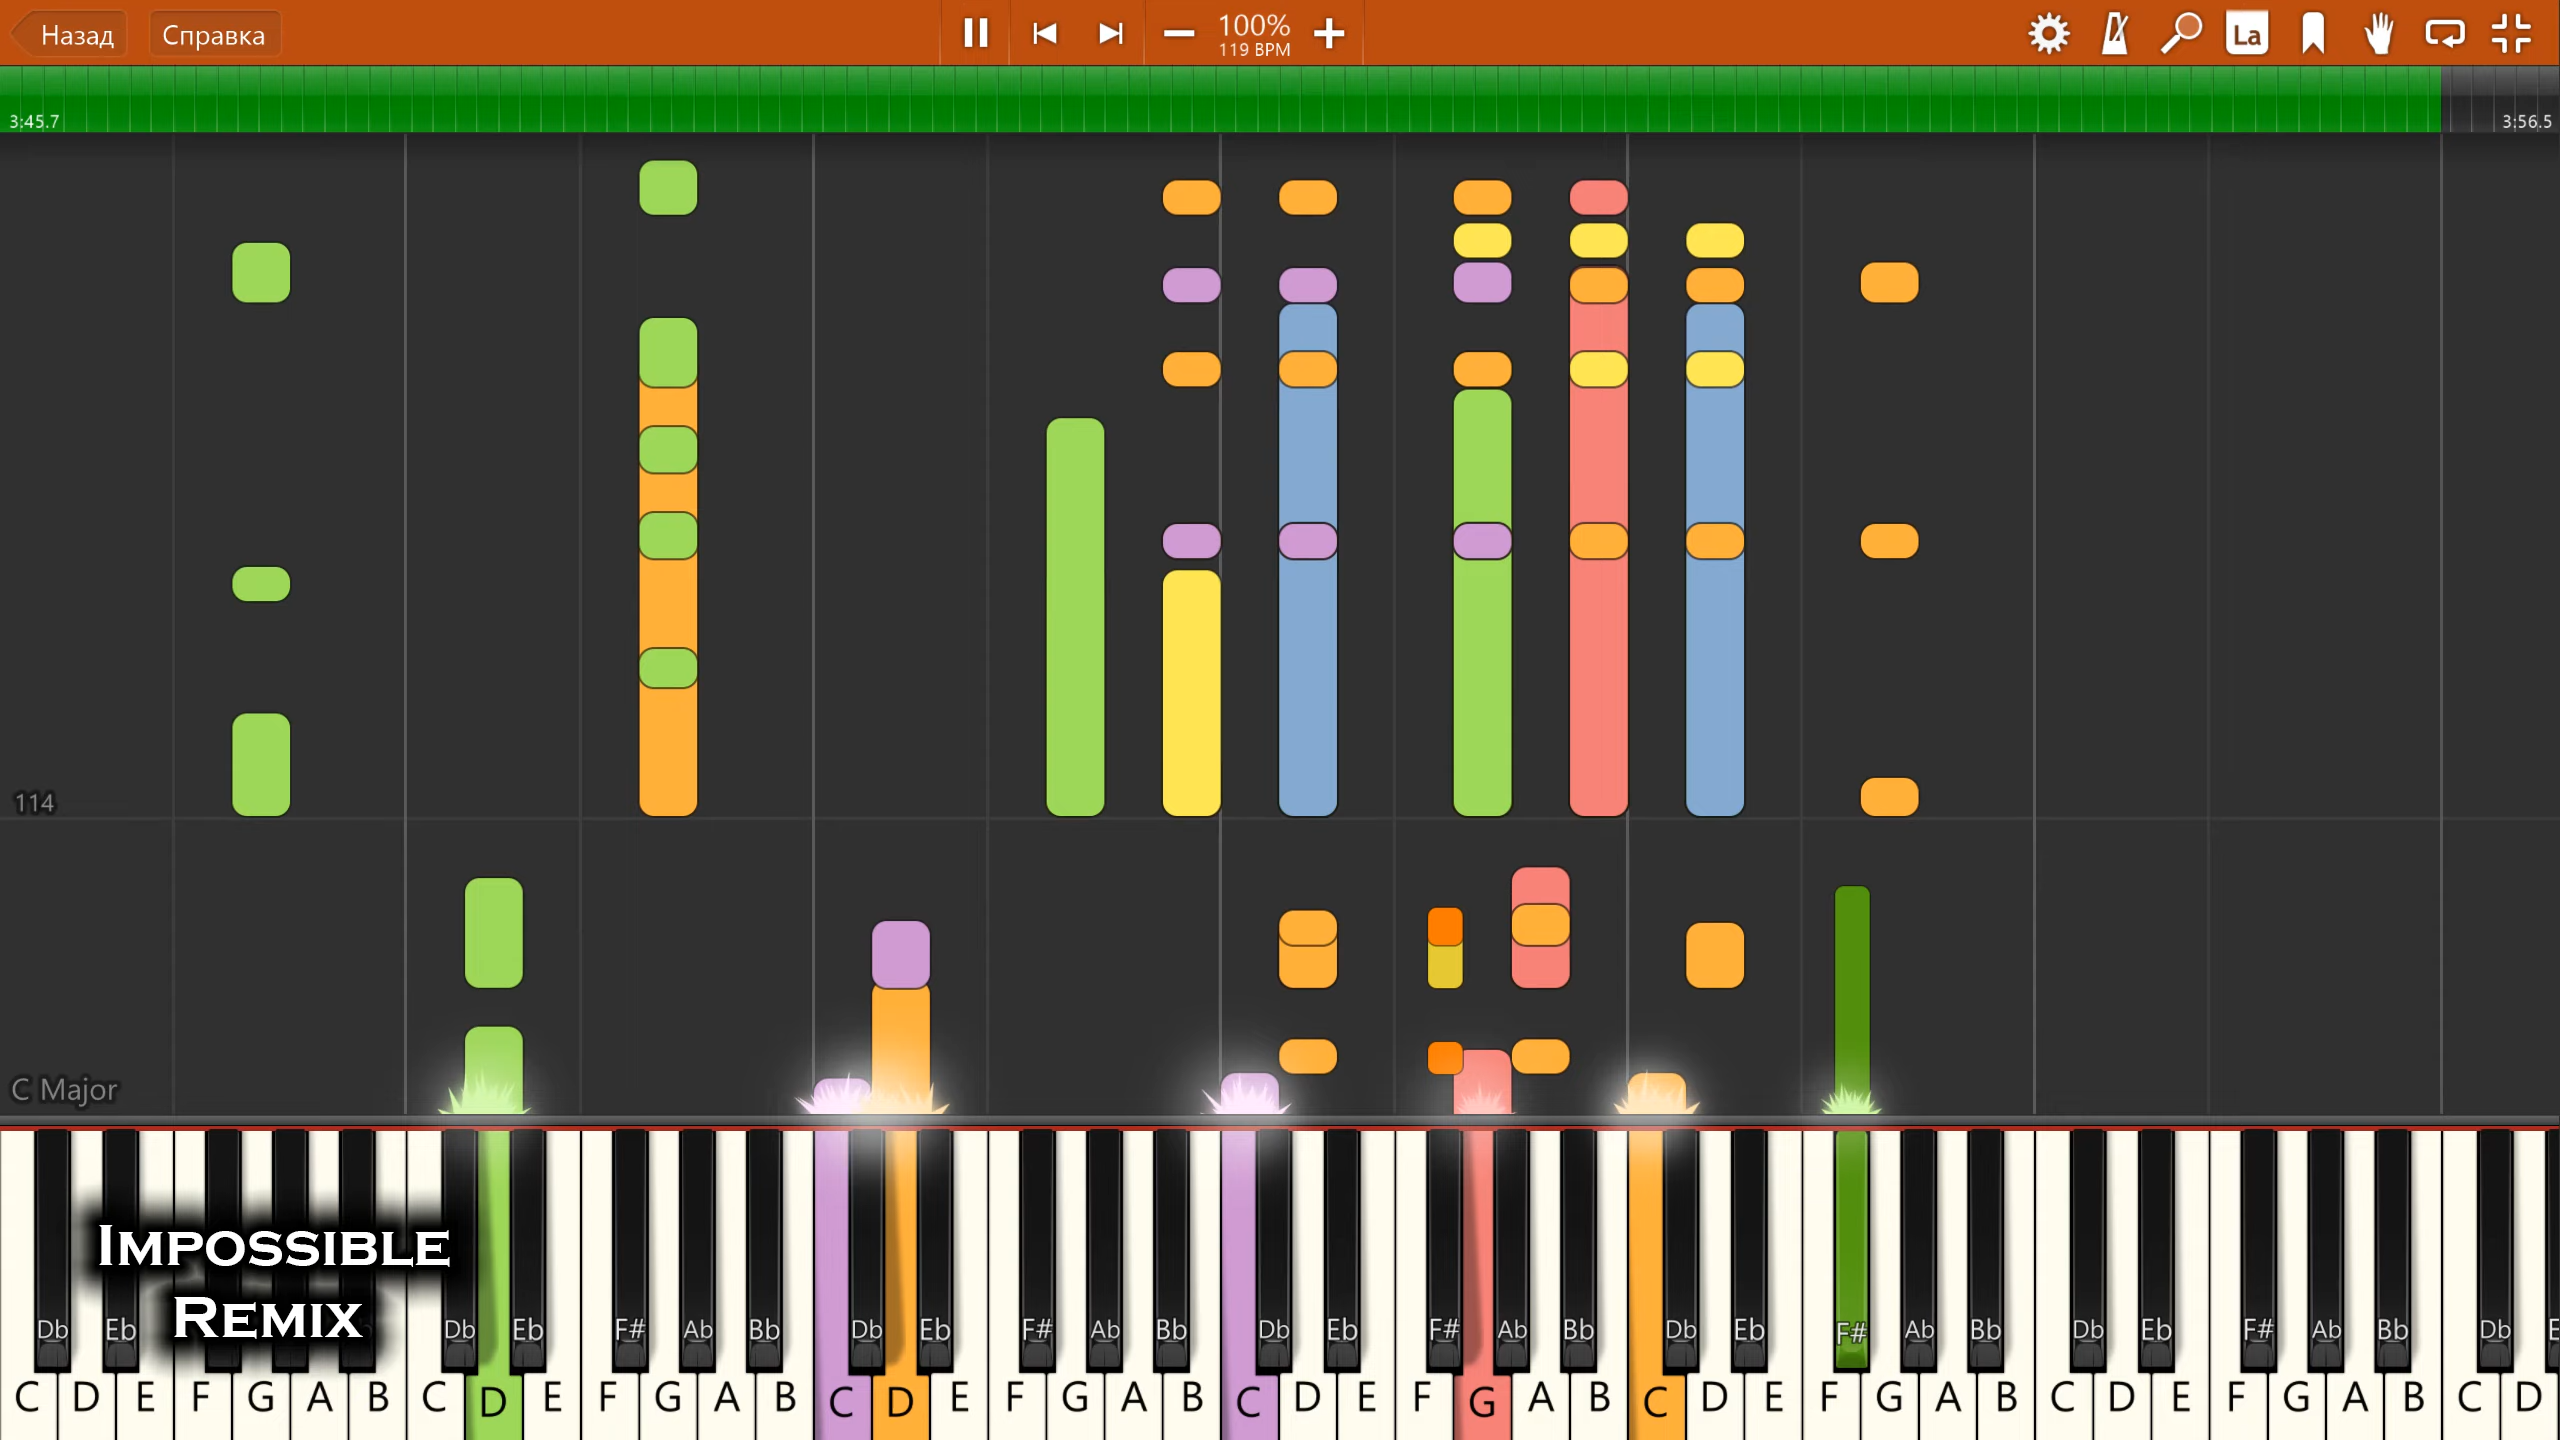 Назад Справка 100% La
119 BPM
3:45.7 3:56.5
114
C Major
IMPOSSIBLE
REMIX
Db Eb Db Eb F# Ab Bb Db Eb F# Ab Bb Db Eb F# Ab Bb Db Eb F# Ab Bb Db Eb F# Ab Bb Db
C D E F G A B C D E F G A B C D E F G A B C D E F G A B C D E F G A B C D E F G A B C D